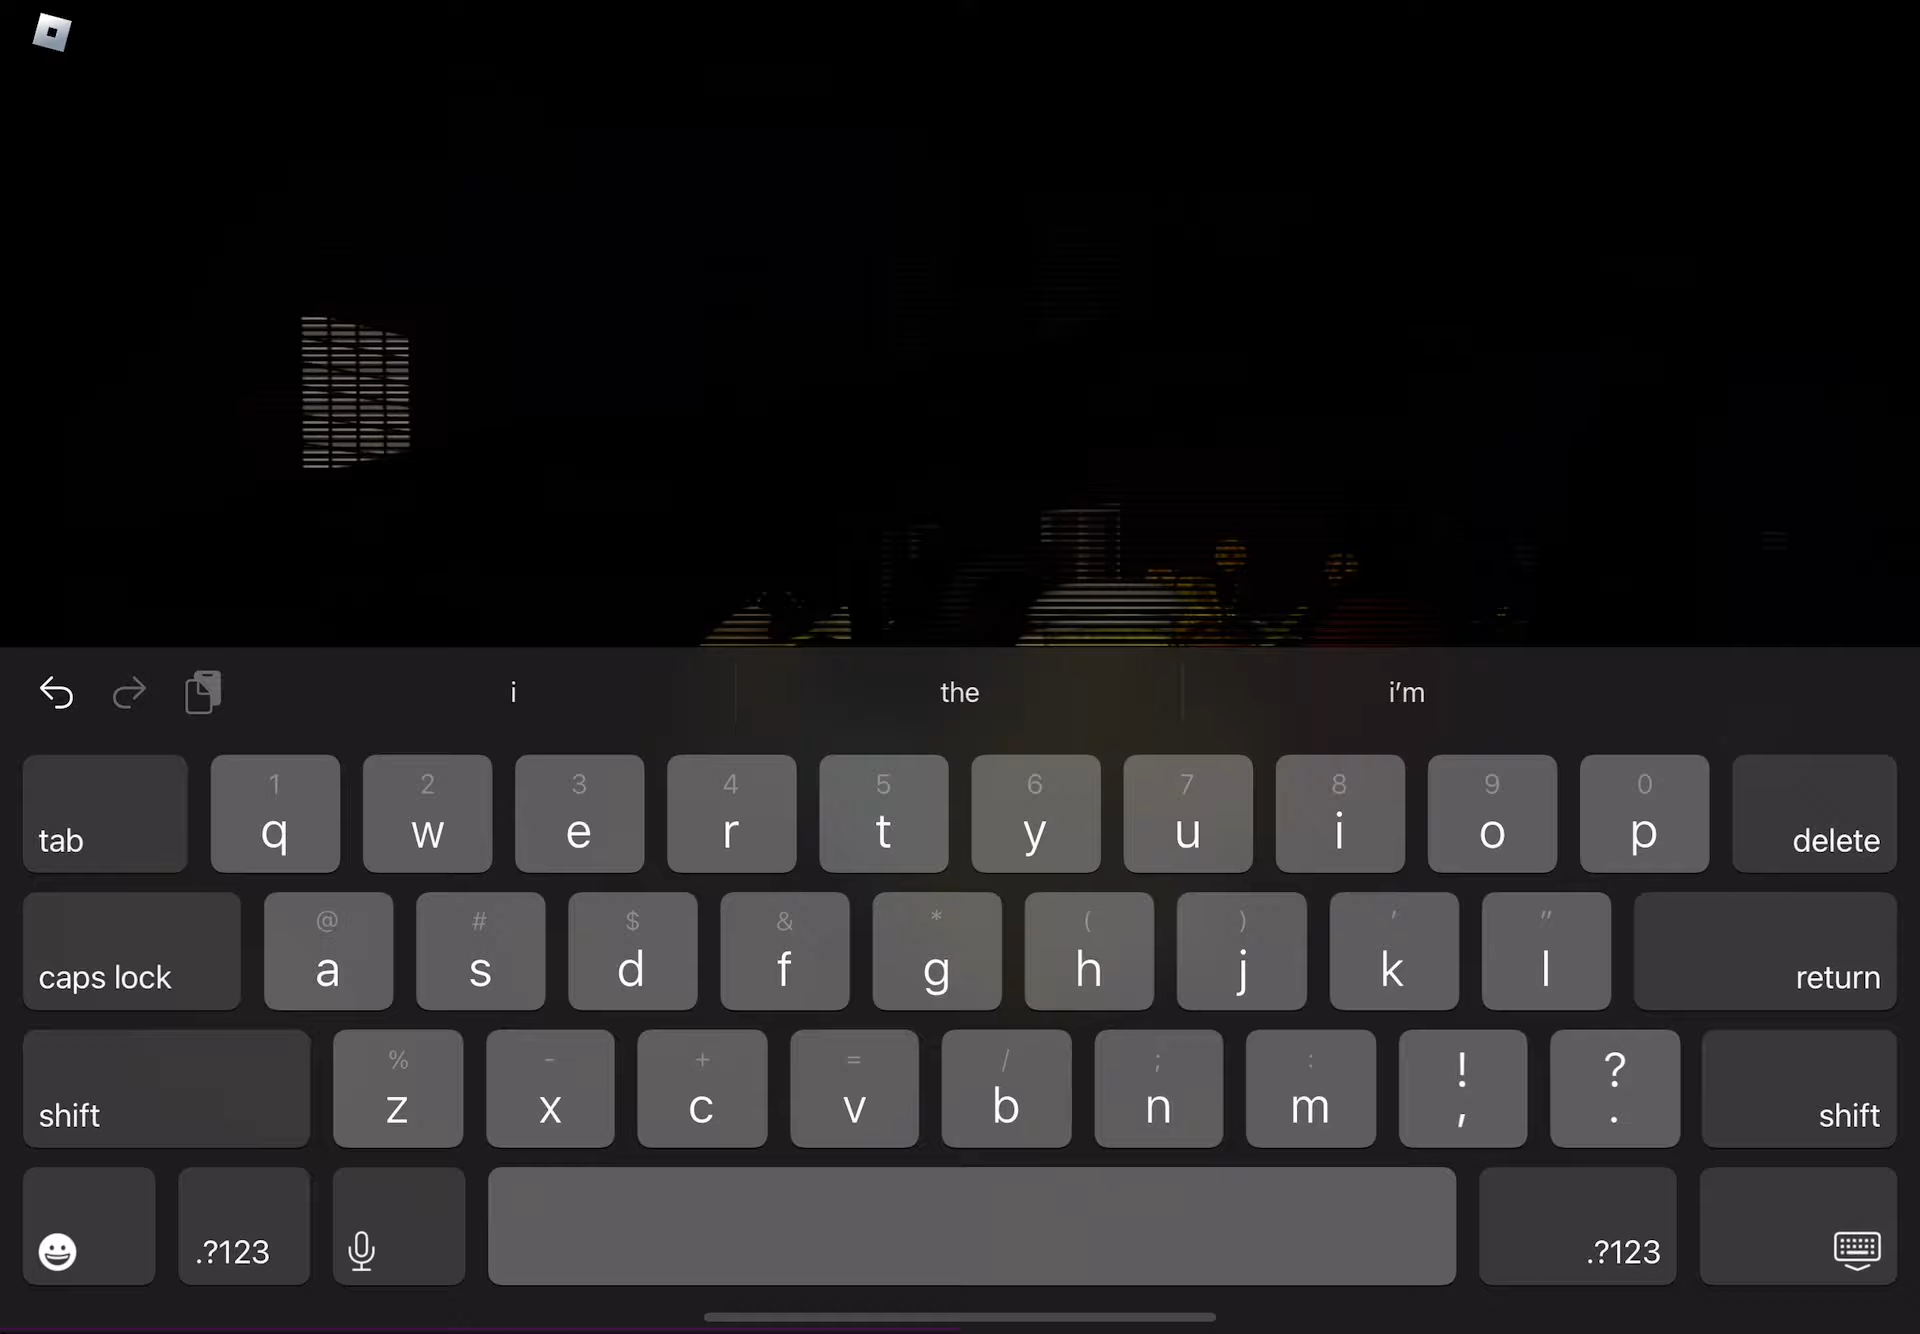 i the i’m
tab 1 q 2 w 3 e 4 r 5 t 6 y 7 u 8 i 9 o 0 p delete
caps lock @ a # s $ d & f * g ( h ) j ' k " l return
shift % z - x + c = v / b ; n : m ! , ? . shift
.?123 .?123